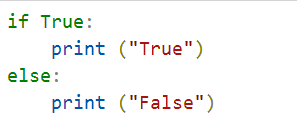 if True:
    print ("True")
else:
    print ("False")